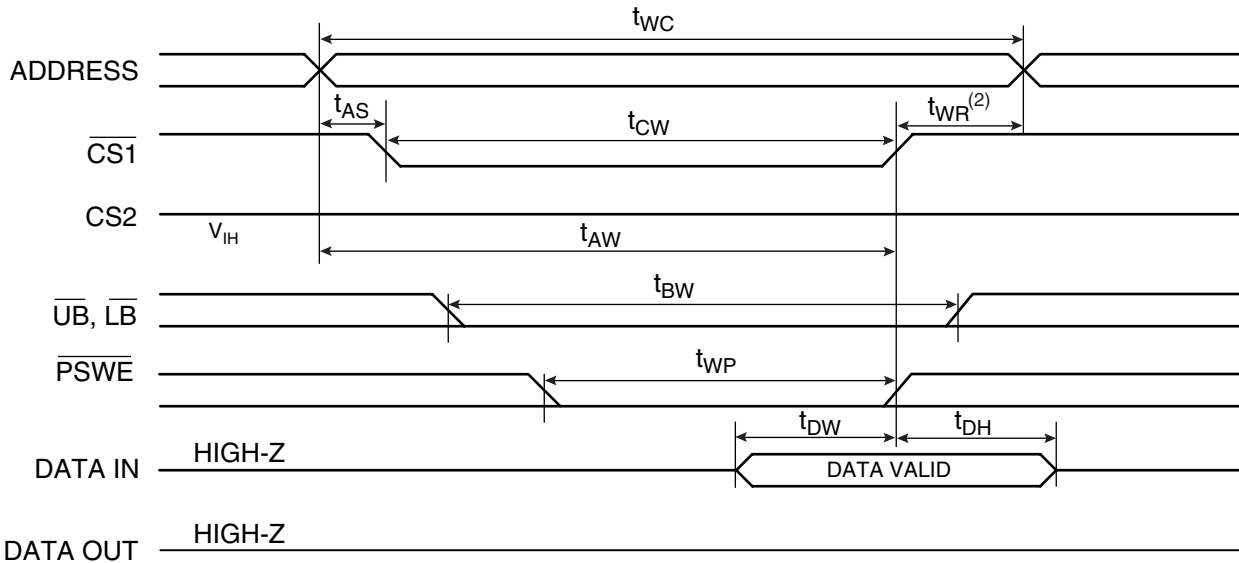 tWC
ADDRESS
tAS
tCW
tWR(2)
CS1
CS2
VIH
tAW
tBW
UB, LB
tWP
PSWE
tDW
tDH
HIGH-Z
DATA IN
DATA VALID
HIGH-Z
DATA OUT